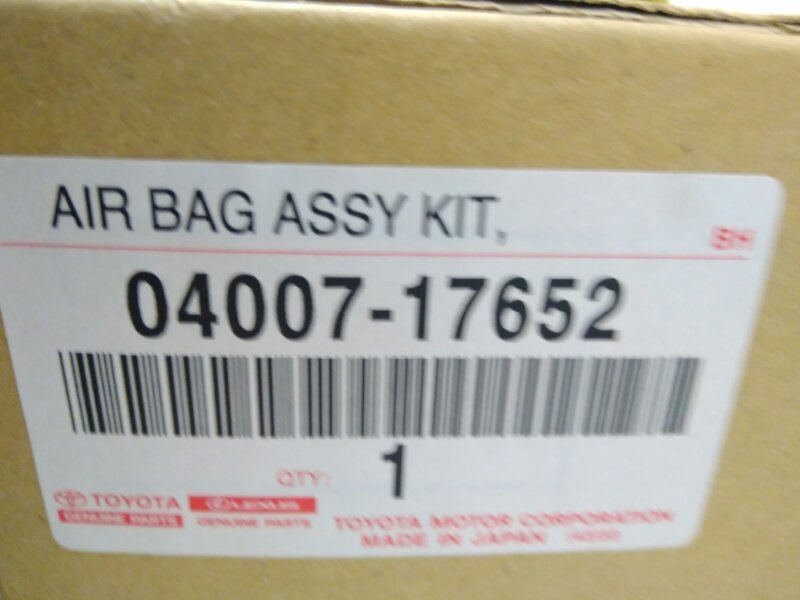 AIR BAG ASSY KIT,
BH
04007-17652
QTY: 1
TOYOTA
GENUINE PARTS
GENUINE PARTS
TOYOTA MOTOR CORPORATION
MADE IN JAPAN